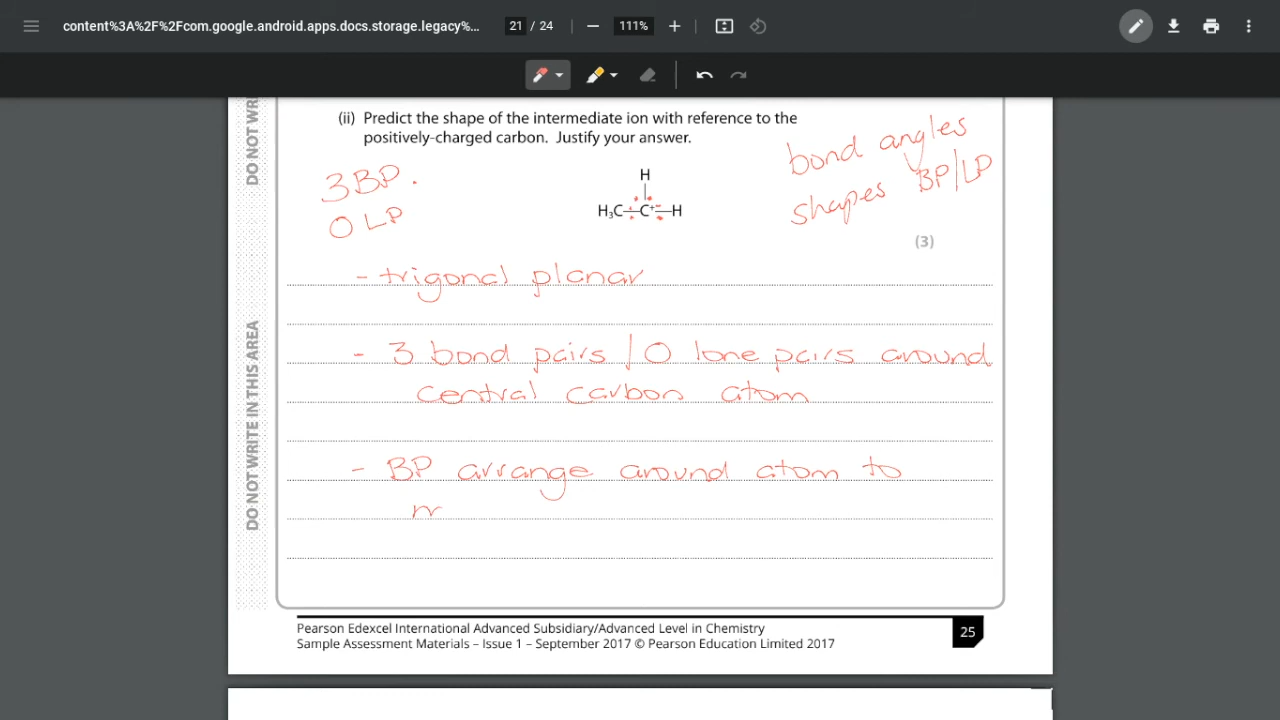 content%3A%2F%2Fcom.google.android.apps.docs.storage.legacy%... 21 / 24 111%
(ii) Predict the shape of the intermediate ion with reference to the
positively-charged carbon. Justify your answer.
bond angles
shapes BP/LP
3BP.
0 LP
H
H₃C—C⁺—H
(3)
- trigonal planar
- 3 bond pairs / 0 lone pairs around
central carbon atom
- BP arrange around atom to
DO NOT WRI
DO NOT WRITE IN THIS AREA
Pearson Edexcel International Advanced Subsidiary/Advanced Level in Chemistry
Sample Assessment Materials – Issue 1 – September 2017 © Pearson Education Limited 2017
25